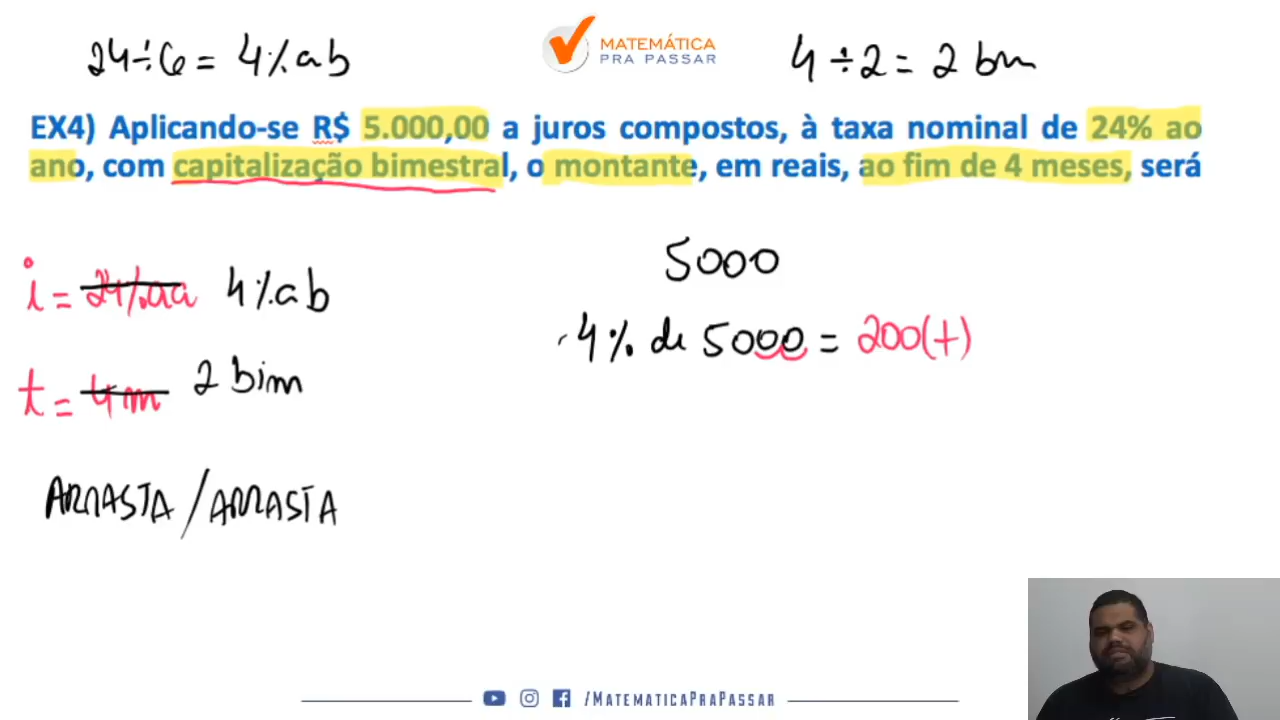 24÷6 = 4% ab
MATEMÁTICA
PRA PASSAR
4 ÷ 2 = 2 bm
EX4) Aplicando-se R$ 5.000,00 a juros compostos, à taxa nominal de 24% ao
ano, com capitalização bimestral, o montante, em reais, ao fim de 4 meses, será
i = 24%aa 4% ab
5000
4% de 5000 = 200(+)
t = 4m 2 bim
ARRASTA / ARRASTA
/MATEMATICAPRAPASSAR